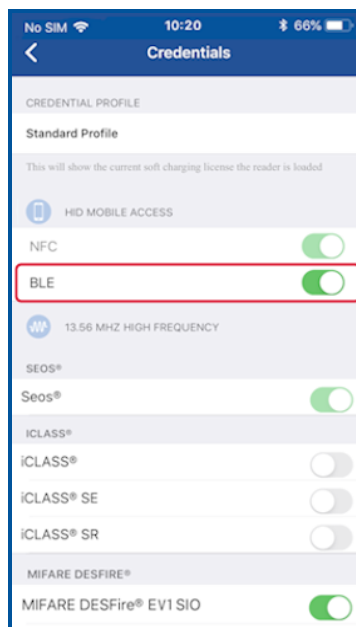 No SIM 10:20 66%
Credentials
CREDENTIAL PROFILE
Standard Profile
This will show the current soft charging license the reader is loaded
HID MOBILE ACCESS
NFC
BLE
13.56 MHZ HIGH FREQUENCY
SEOS®
Seos®
ICLASS®
iCLASS®
iCLASS® SE
iCLASS® SR
MIFARE DESFIRE®
MIFARE DESFire® EV1 SIO